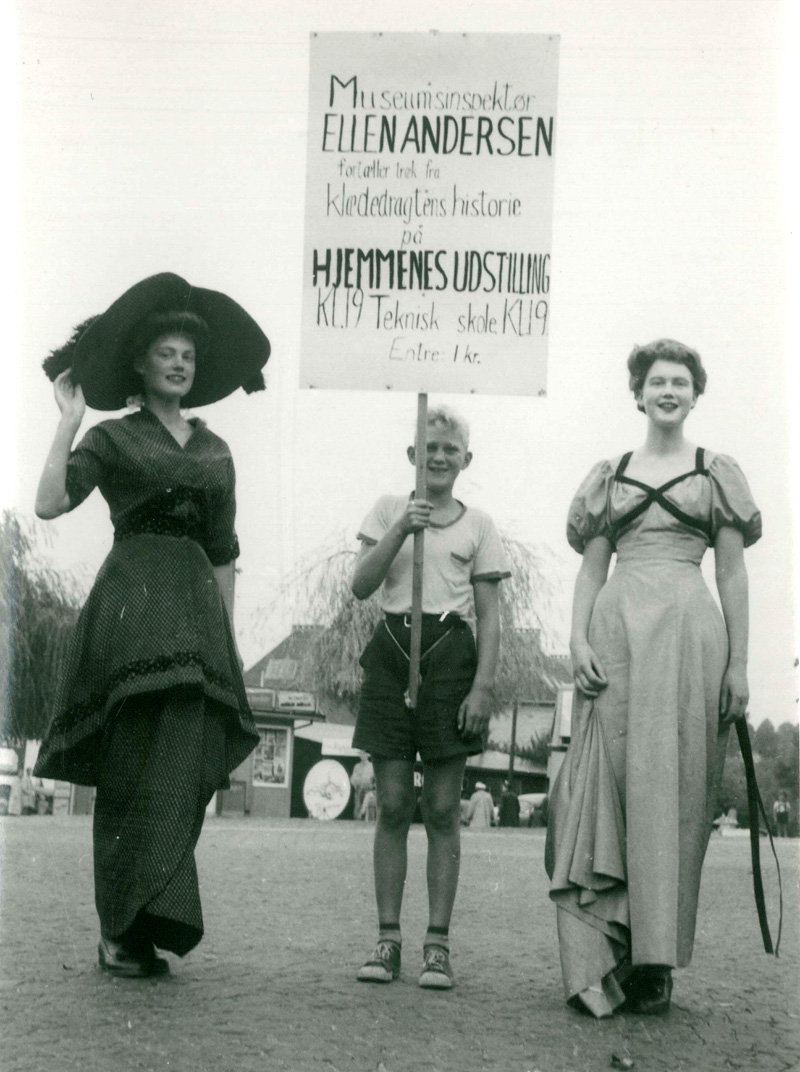 Museumsinspektør
ELLEN ANDERSEN
fortæller træk fra
klædedragtens historie
på
HJEMMENES UDSTILLING
KL.19 Teknisk skole KL.19
Entre: 1 kr.